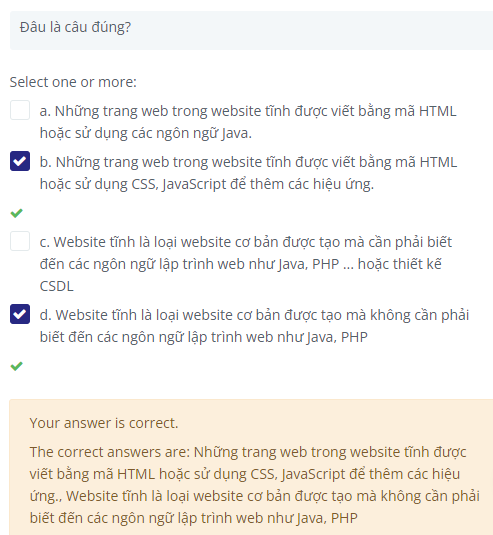 Đâu là câu đúng?
Select one or more:
a. Những trang web trong website tĩnh được viết bằng mã HTML
hoặc sử dụng các ngôn ngữ Java.
b. Những trang web trong website tĩnh được viết bằng mã HTML
hoặc sử dụng CSS, JavaScript để thêm các hiệu ứng.
c. Website tĩnh là loại website cơ bản được tạo mà cần phải biết
đến các ngôn ngữ lập trình web như Java, PHP ... hoặc thiết kế
CSDL
d. Website tĩnh là loại website cơ bản được tạo mà không cần phải
biết đến các ngôn ngữ lập trình web như Java, PHP
Your answer is correct.
The correct answers are: Những trang web trong website tĩnh được
viết bằng mã HTML hoặc sử dụng CSS, JavaScript để thêm các hiệu
ứng., Website tĩnh là loại website cơ bản được tạo mà không cần phải
biết đến các ngôn ngữ lập trình web như Java, PHP